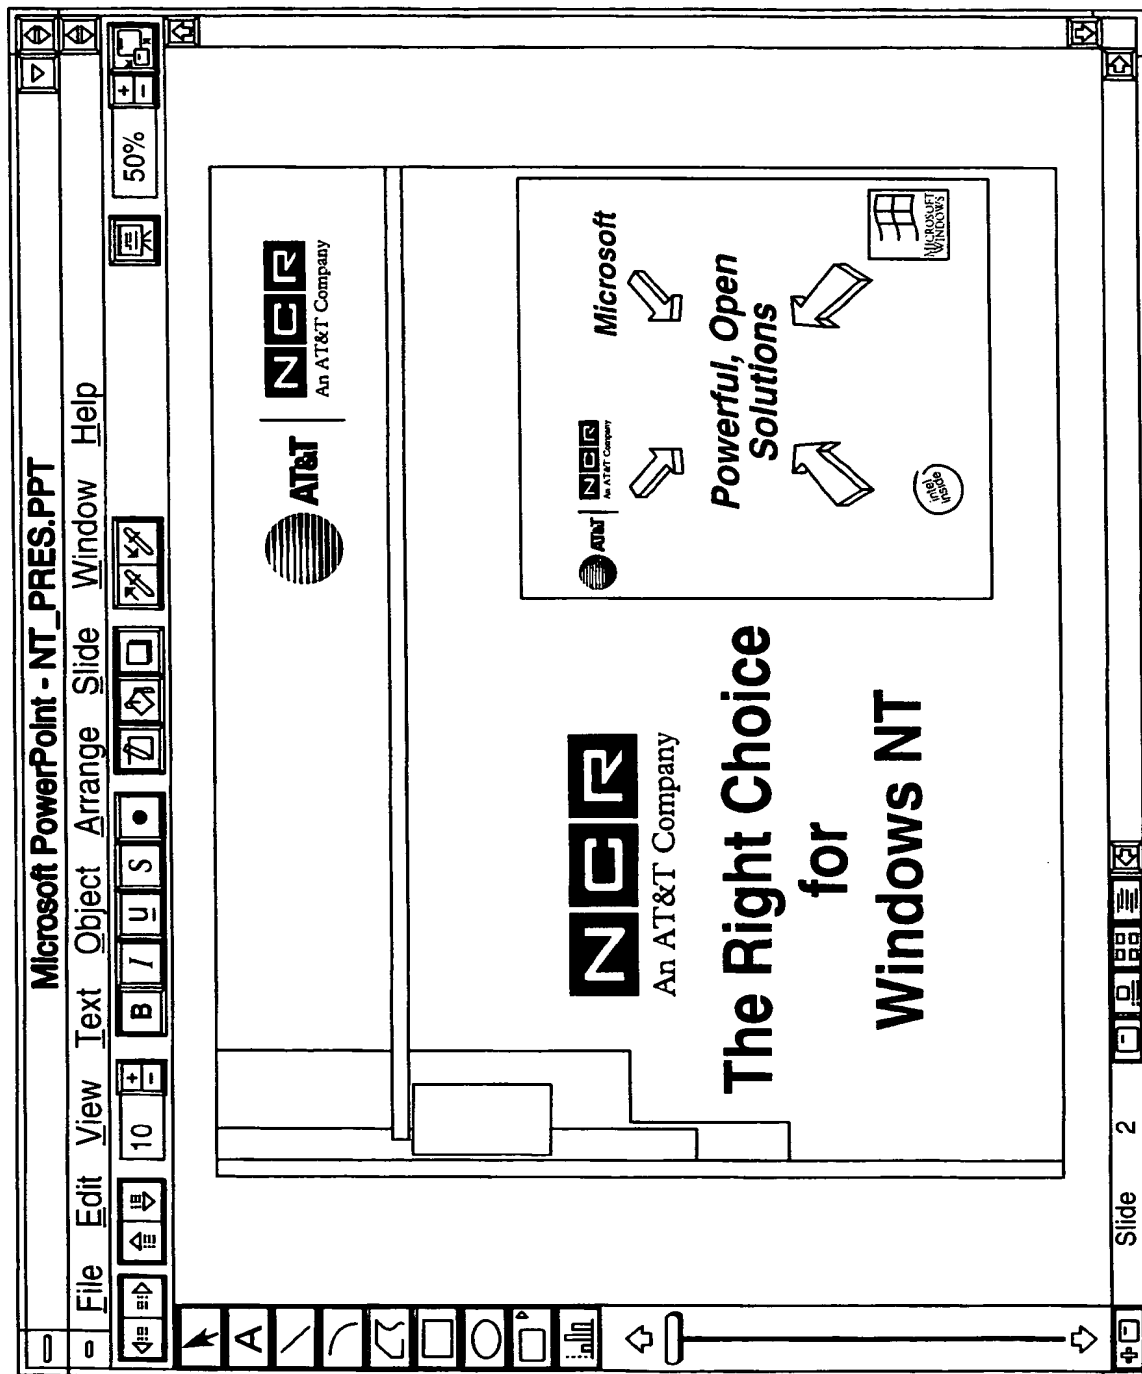 Microsoft PowerPoint - NT_PRES.PPT
File Edit View Text Object Arrange Slide Window Help
10 + - B I U S 50% + -
A
AT&T NCR
An AT&T Company
NCR
An AT&T Company
The Right Choice
for
Windows NT
AT&T NCR
An AT&T Company
Microsoft
Powerful, Open
Solutions
intel
inside
MICROSOFT
WINDOWS
Slide 2